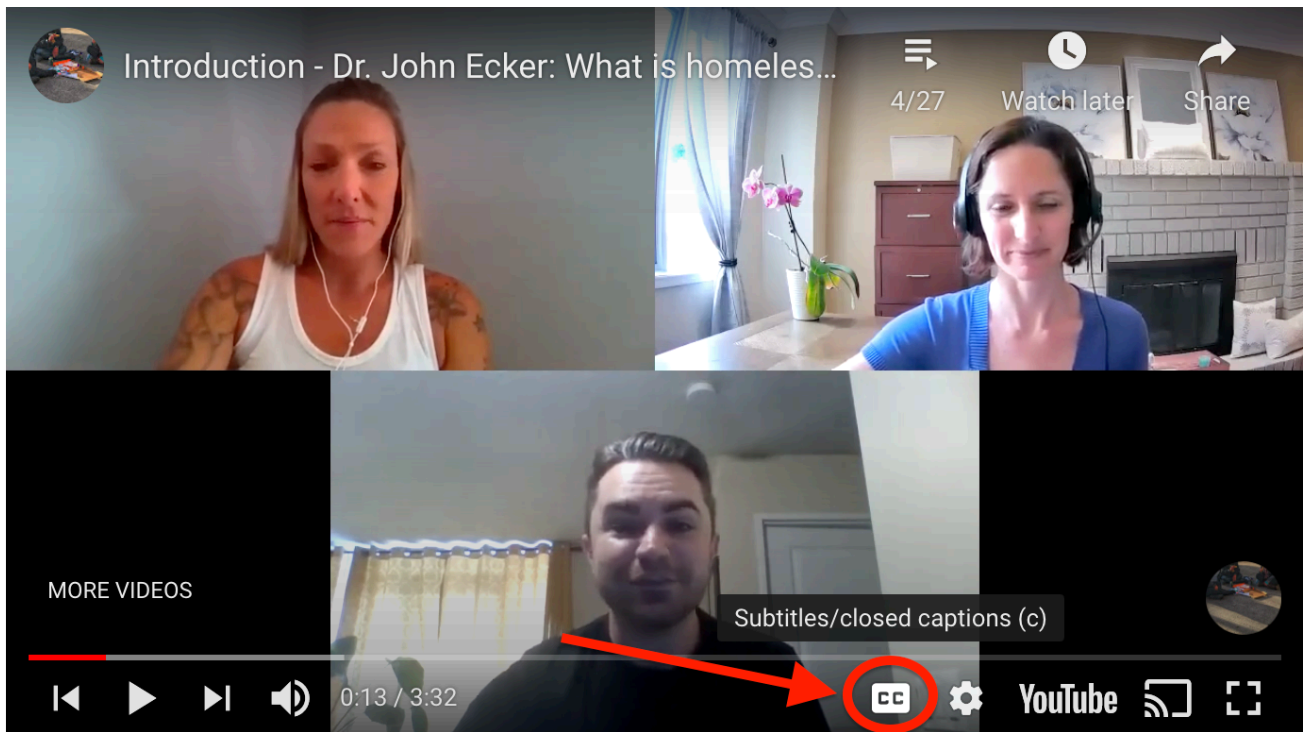 Introduction - Dr. John Ecker: What is homeles...
4/27
Watch later
Share
MORE VIDEOS
Subtitles/closed captions (c)
0:13 / 3:32
CC
YouTube